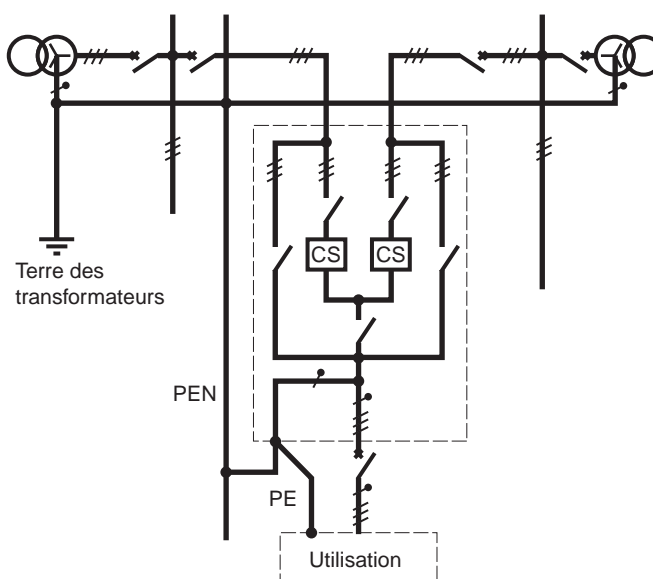 CS
CS
Terre des
transformateurs
PEN
PE
Utilisation